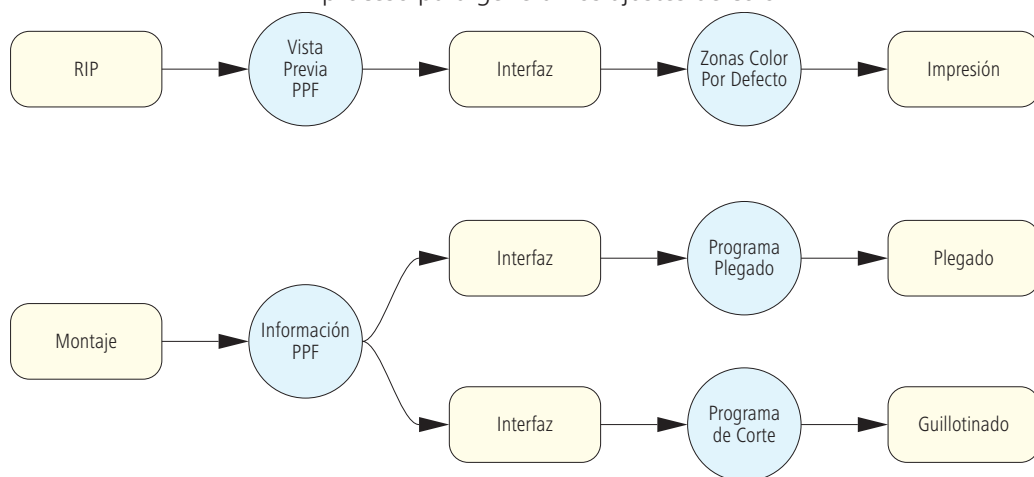 RIP
Vista
Previa
PPF
Interfaz
Zonas Color
Por Defecto
Impresión
Montaje
Información
PPF
Interfaz
Programa
Plegado
Plegado
Interfaz
Programa
de Corte
Guillotinado